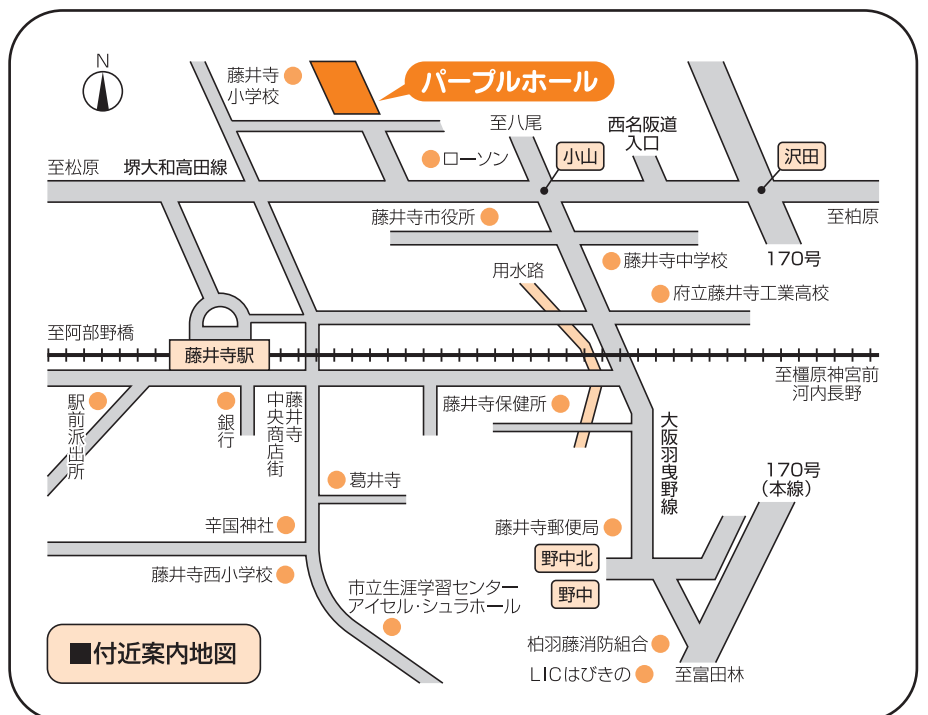 N
藤井寺
小学校
パープルホール
至八尾
西名阪道
入口
ローソン
小山
沢田
至松原
堺大和高田線
藤井寺市役所
至柏原
170号
藤井寺中学校
用水路
府立藤井寺工業高校
至阿部野橋
藤井寺駅
至橿原神宮前
河内長野
駅前派出所
銀行
藤井寺
中央商店街
藤井寺保健所
大阪羽曳野線
170号
(本線)
葛井寺
辛国神社
藤井寺郵便局
野中北
野中
藤井寺西小学校
市立生涯学習センター
アイセル・シュラホール
柏羽藤消防組合
LICはびきの
至富田林
■付近案内地図